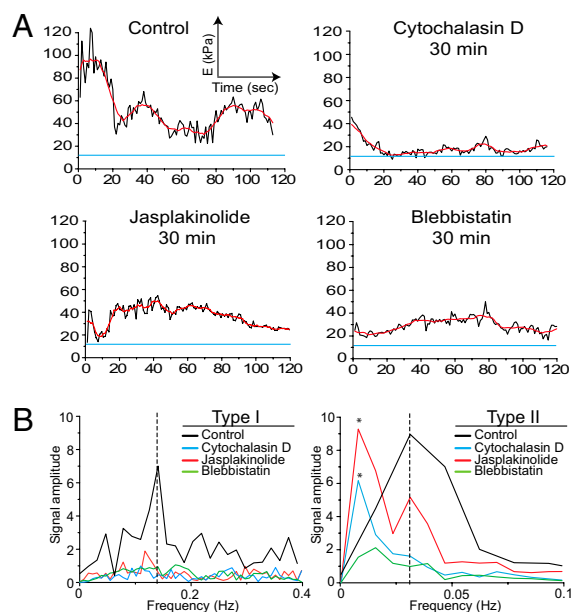 A
Control
E (kPa)
Time (sec)
120
100
80
60
40
20
0
0 20 40 60 80 100 120
Cytochalasin D
30 min
120
100
80
60
40
20
0
0 20 40 60 80 100 120
Jasplakinolide
30 min
120
100
80
60
40
20
0
0 20 40 60 80 100 120
Blebbistatin
30 min
120
100
80
60
40
20
0
0 20 40 60 80 100 120
B
Type I
Control
Cytochalasin D
Jasplakinolide
Blebbistatin
Signal amplitude
10
8
6
4
2
0
0 0.2 0.4
Frequency (Hz)
Type II
Control
Cytochalasin D
Jasplakinolide
Blebbistatin
*
*
Signal amplitude
10
8
6
4
2
0
0 0.05 0.1
Frequency (Hz)